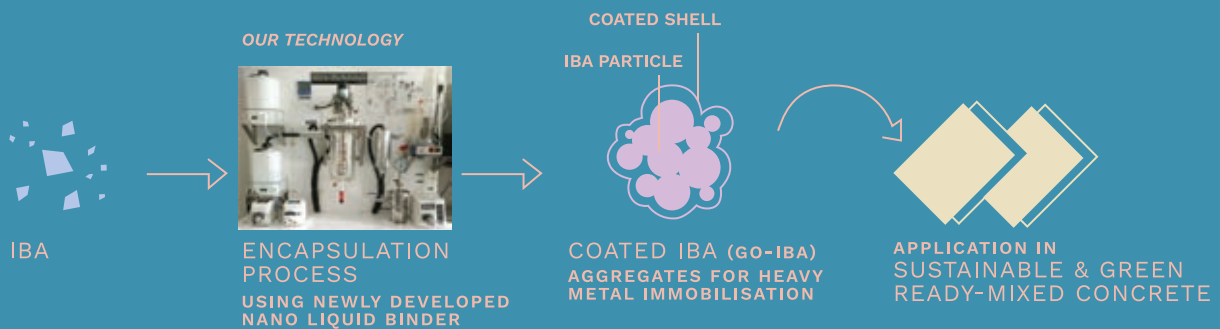 OUR TECHNOLOGY
COATED SHELL
IBA PARTICLE
IBA
ENCAPSULATION
PROCESS
USING NEWLY DEVELOPED
NANO LIQUID BINDER
COATED IBA (GO-IBA)
AGGREGATES FOR HEAVY
METAL IMMOBILISATION
APPLICATION IN
SUSTAINABLE & GREEN
READY-MIXED CONCRETE